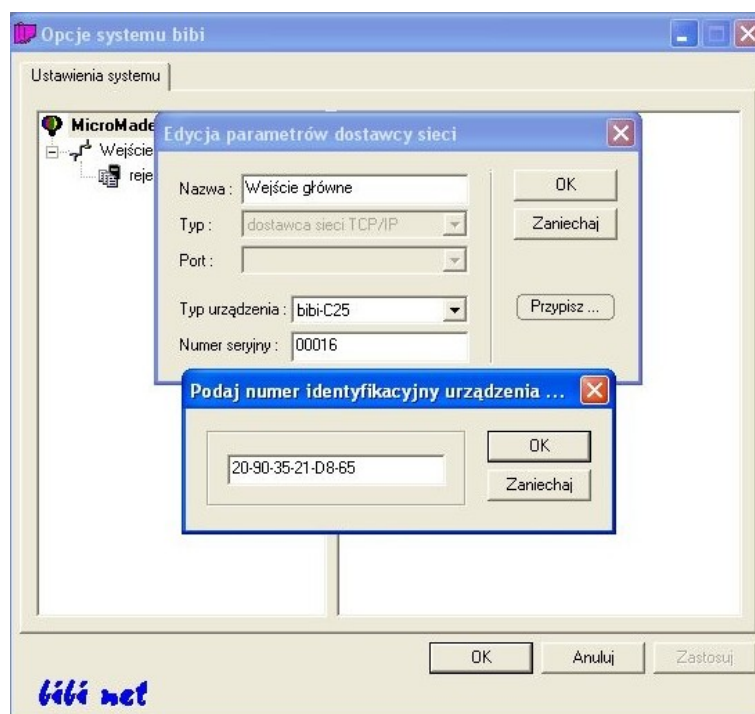 Opcje systemu bibi
Ustawienia systemu
MicroMade
Edycja parametrów dostawcy sieci
Wejście
reje
Nazwa : Wejście główne
OK
Typ : dostawca sieci TCP/IP
Zaniechaj
Port :
Typ urządzenia : bibi-C25
Przypisz ...
Numer seryjny : 00016
Podaj numer identyfikacyjny urządzenia ...
20-90-35-21-D8-65
OK
Zaniechaj
OK
Anuluj
Zastosuj
bibi net